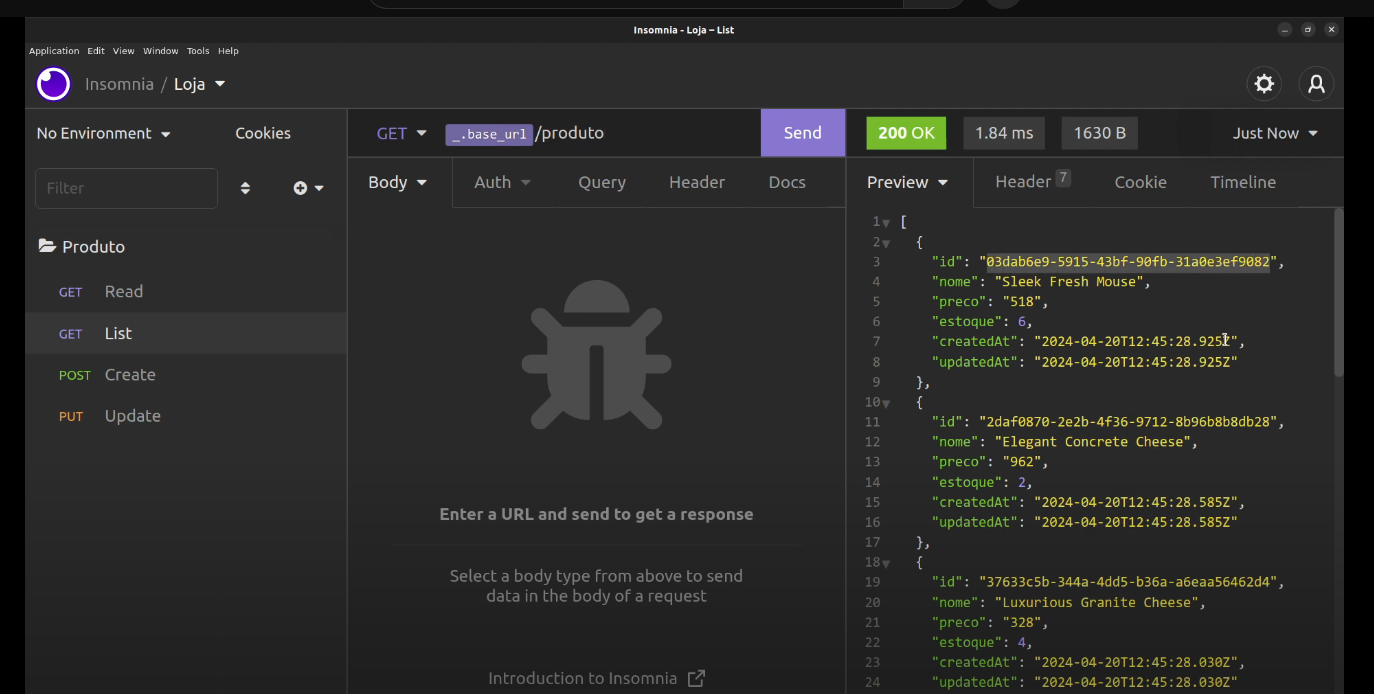 Insomnia - Loja – List
Application Edit View Window Tools Help
Insomnia / Loja
No Environment Cookies
GET _.base_url/produto Send 200 OK 1.84 ms 1630 B Just Now
Filter
Body Auth Query Header Docs
Preview Header 7 Cookie Timeline
Produto
GET Read
GET List
POST Create
PUT Update
Enter a URL and send to get a response
Select a body type from above to send
data in the body of a request
Introduction to Insomnia
1 [
2 {
3 "id": "03dab6e9-5915-43bf-90fb-31a0e3ef9082",
4 "nome": "Sleek Fresh Mouse",
5 "preco": "518",
6 "estoque": 6,
7 "createdAt": "2024-04-20T12:45:28.925Z",
8 "updatedAt": "2024-04-20T12:45:28.925Z"
9 },
10 {
11 "id": "2daf0870-2e2b-4f36-9712-8b96b8b8db28",
12 "nome": "Elegant Concrete Cheese",
13 "preco": "962",
14 "estoque": 2,
15 "createdAt": "2024-04-20T12:45:28.585Z",
16 "updatedAt": "2024-04-20T12:45:28.585Z"
17 },
18 {
19 "id": "37633c5b-344a-4dd5-b36a-a6eaa56462d4",
20 "nome": "Luxurious Granite Cheese",
21 "preco": "328",
22 "estoque": 4,
23 "createdAt": "2024-04-20T12:45:28.030Z",
24 "updatedAt": "2024-04-20T12:45:28.030Z"